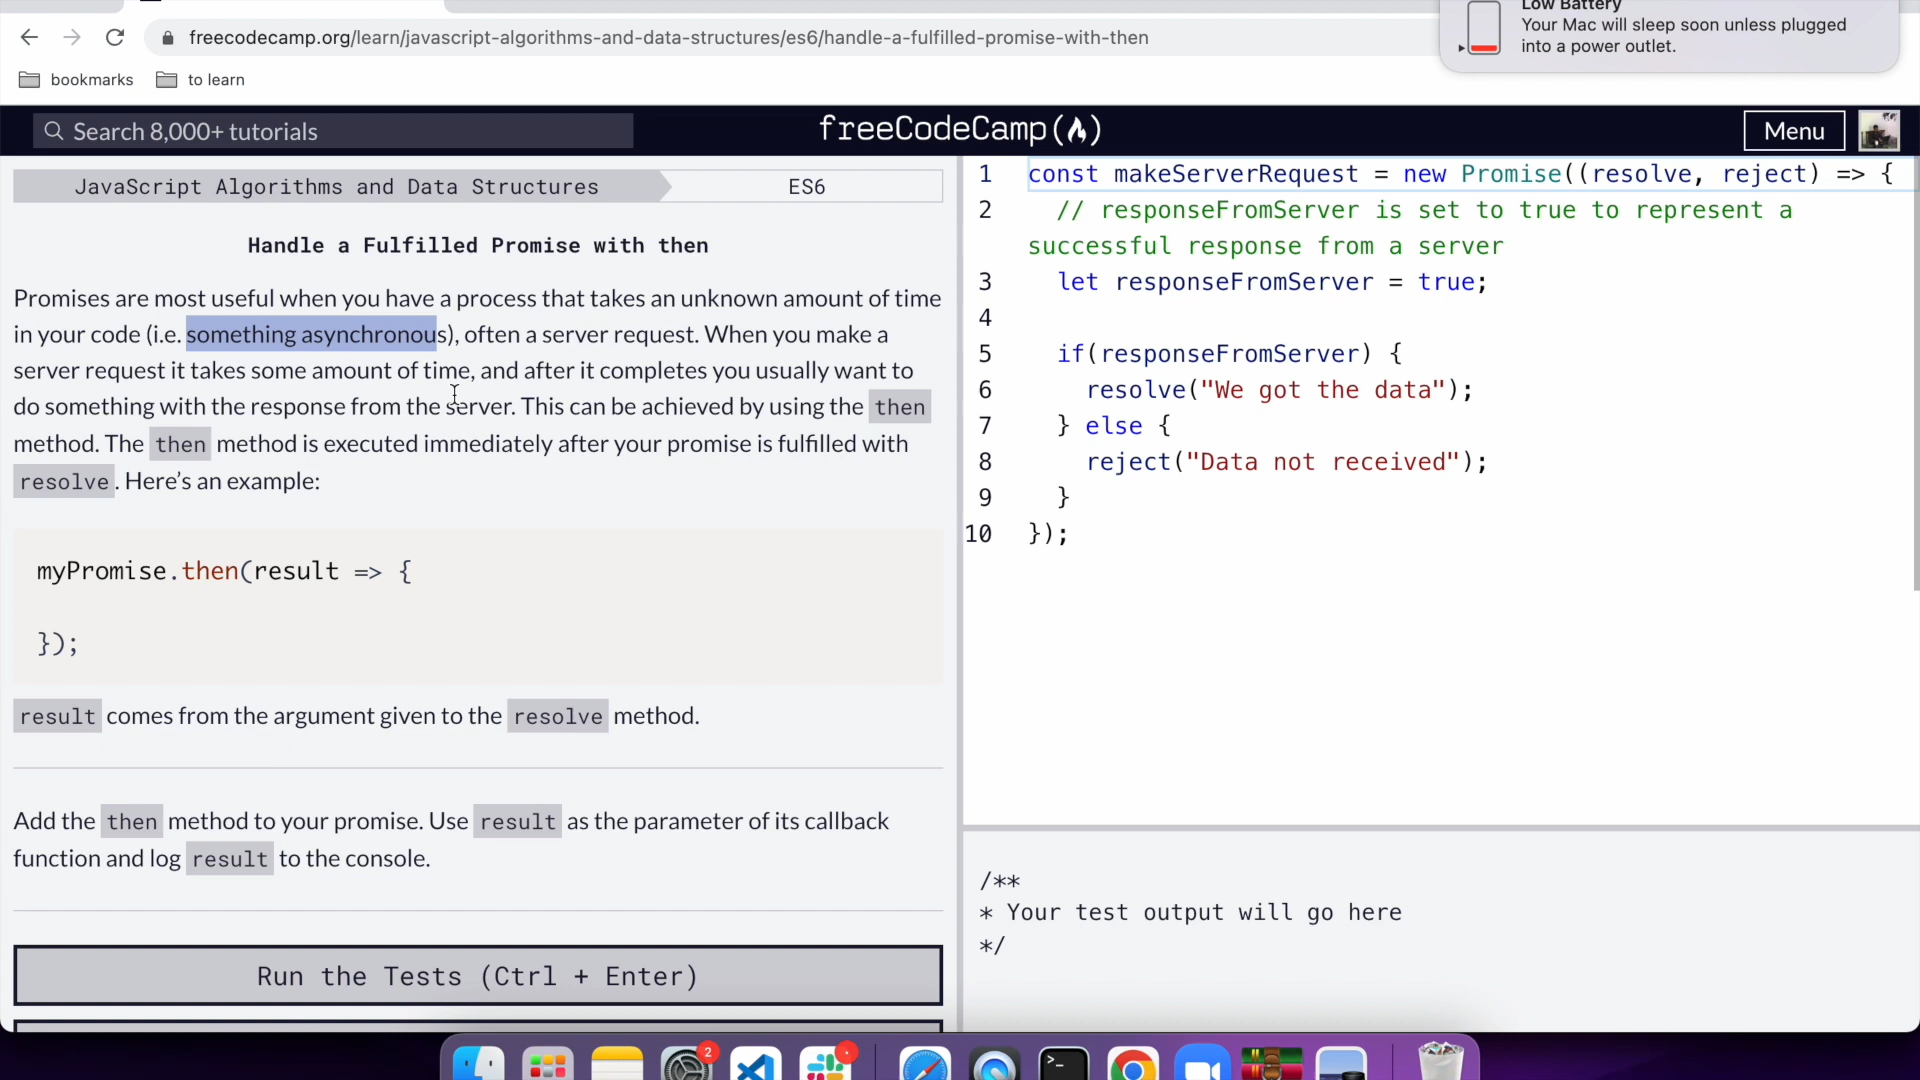 Low Battery
Your Mac will sleep soon unless plugged
into a power outlet.
freecodecamp.org/learn/javascript-algorithms-and-data-structures/es6/handle-a-fulfilled-promise-with-then
bookmarks to learn
Search 8,000+ tutorials
freeCodeCamp
Menu
JavaScript Algorithms and Data Structures
ES6
Handle a Fulfilled Promise with then
Promises are most useful when you have a process that takes an unknown amount of time
in your code (i.e. something asynchronous), often a server request. When you make a
server request it takes some amount of time, and after it completes you usually want to
do something with the response from the server. This can be achieved by using the then
method. The then method is executed immediately after your promise is fulfilled with
resolve. Here’s an example:
myPromise.then(result => {
});
result comes from the argument given to the resolve method.
Add the then method to your promise. Use result as the parameter of its callback
function and log result to the console.
Run the Tests (Ctrl + Enter)
1 const makeServerRequest = new Promise((resolve, reject) => {
2 // responseFromServer is set to true to represent a
successful response from a server
3 let responseFromServer = true;
4
5 if(responseFromServer) {
6 resolve("We got the data");
7 } else {
8 reject("Data not received");
9 }
10 });
/**
* Your test output will go here
*/
2